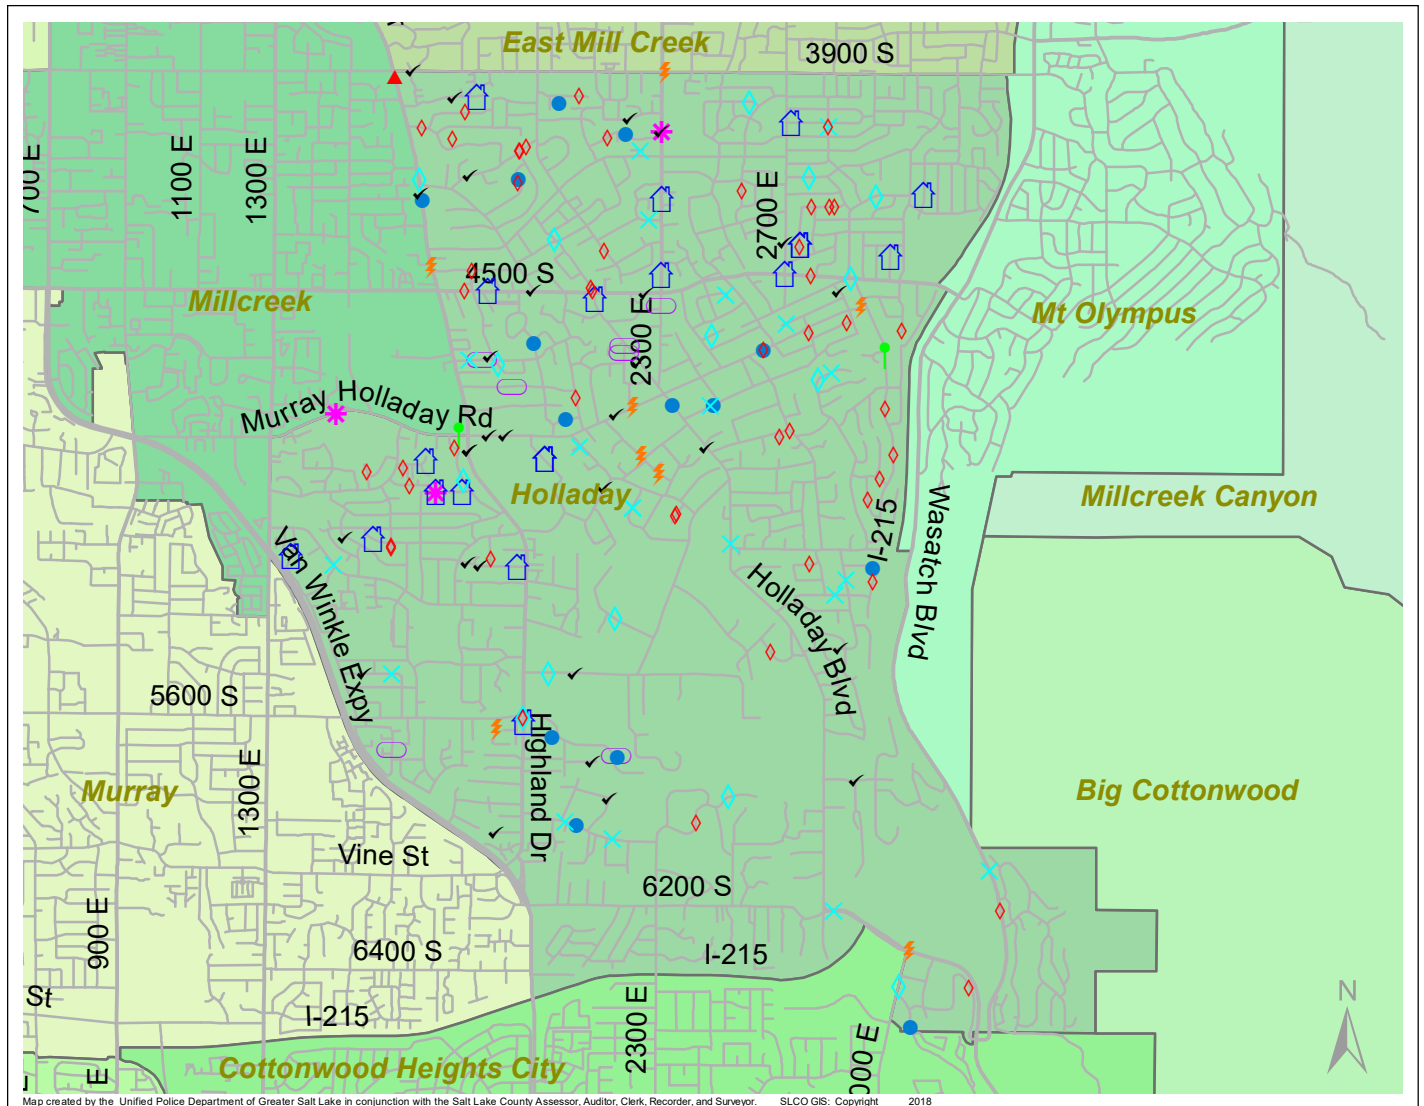 East Mill Creek
3900 S
700 E
1100 E
1300 E
2700 E
4500 S
Millcreek
2300 E
Mt Olympus
Murray Holladay Rd
Holladay
Millcreek Canyon
I-215
Wasatch Blvd
Van Winkle Expy
Holladay Blvd
5600 S
Highland Dr
Murray
1300 E
Big Cottonwood
Vine St
6200 S
900 E
6400 S
I-215
St
I-215
N
2300 E
000 E
Cottonwood Heights City
E
Map created by the Unified Police Department of Greater Salt Lake in conjunction with the Salt Lake County Assessor, Auditor, Clerk, Recorder, and Surveyor. SLCO GIS: Copyright 2018